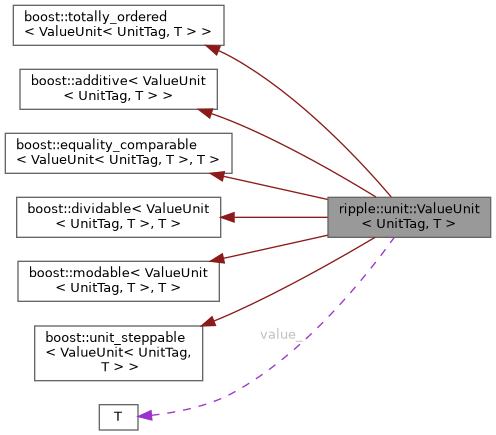 boost::totally_ordered
< ValueUnit< UnitTag, T > >
boost::additive< ValueUnit
< UnitTag, T > >
boost::equality_comparable
< ValueUnit< UnitTag, T >, T >
boost::dividable< ValueUnit
< UnitTag, T >, T >
boost::modable< ValueUnit
< UnitTag, T >, T >
boost::unit_steppable
< ValueUnit< UnitTag,
T > >
ripple::unit::ValueUnit
< UnitTag, T >
value_
T